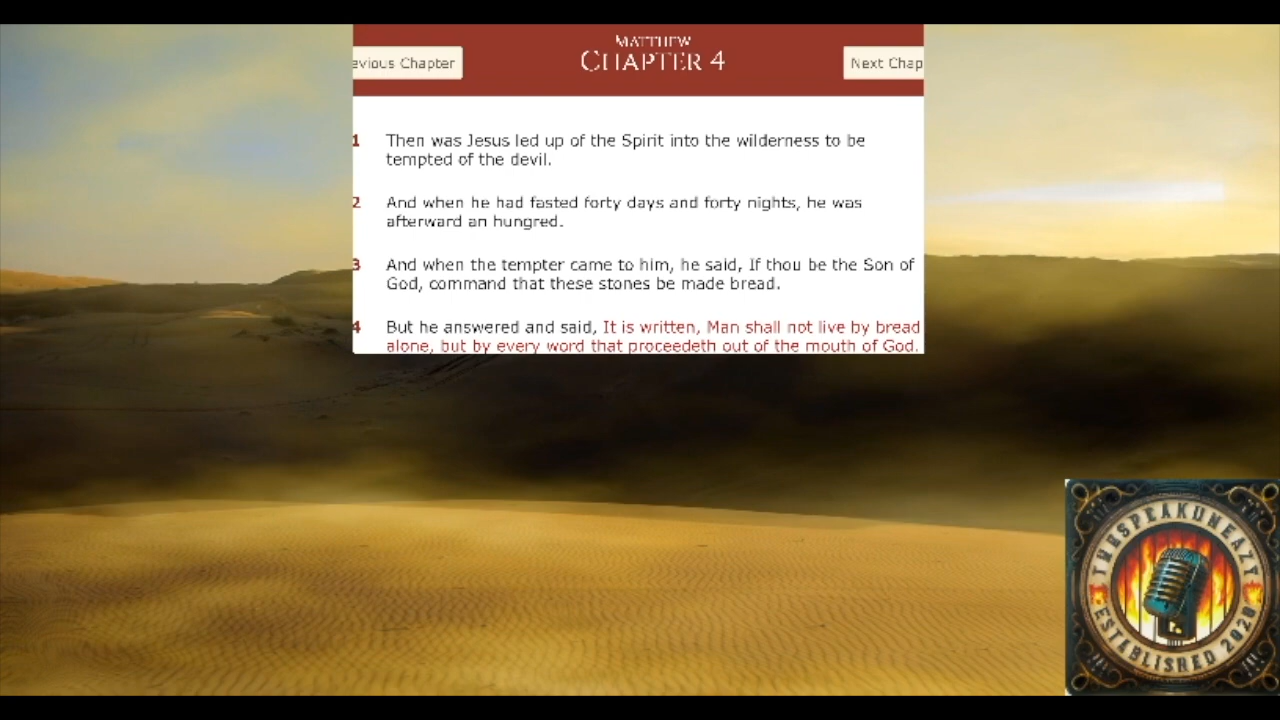 MATTHEW
evious Chapter
CHAPTER 4
Next Chap
1 Then was Jesus led up of the Spirit into the wilderness to be
tempted of the devil.
2 And when he had fasted forty days and forty nights, he was
afterward an hungred.
3 And when the tempter came to him, he said, If thou be the Son of
God, command that these stones be made bread.
4 But he answered and said, It is written, Man shall not live by bread
alone, but by every word that proceedeth out of the mouth of God.
THESPEAKUNEAZY
ESTABLISHED 2020